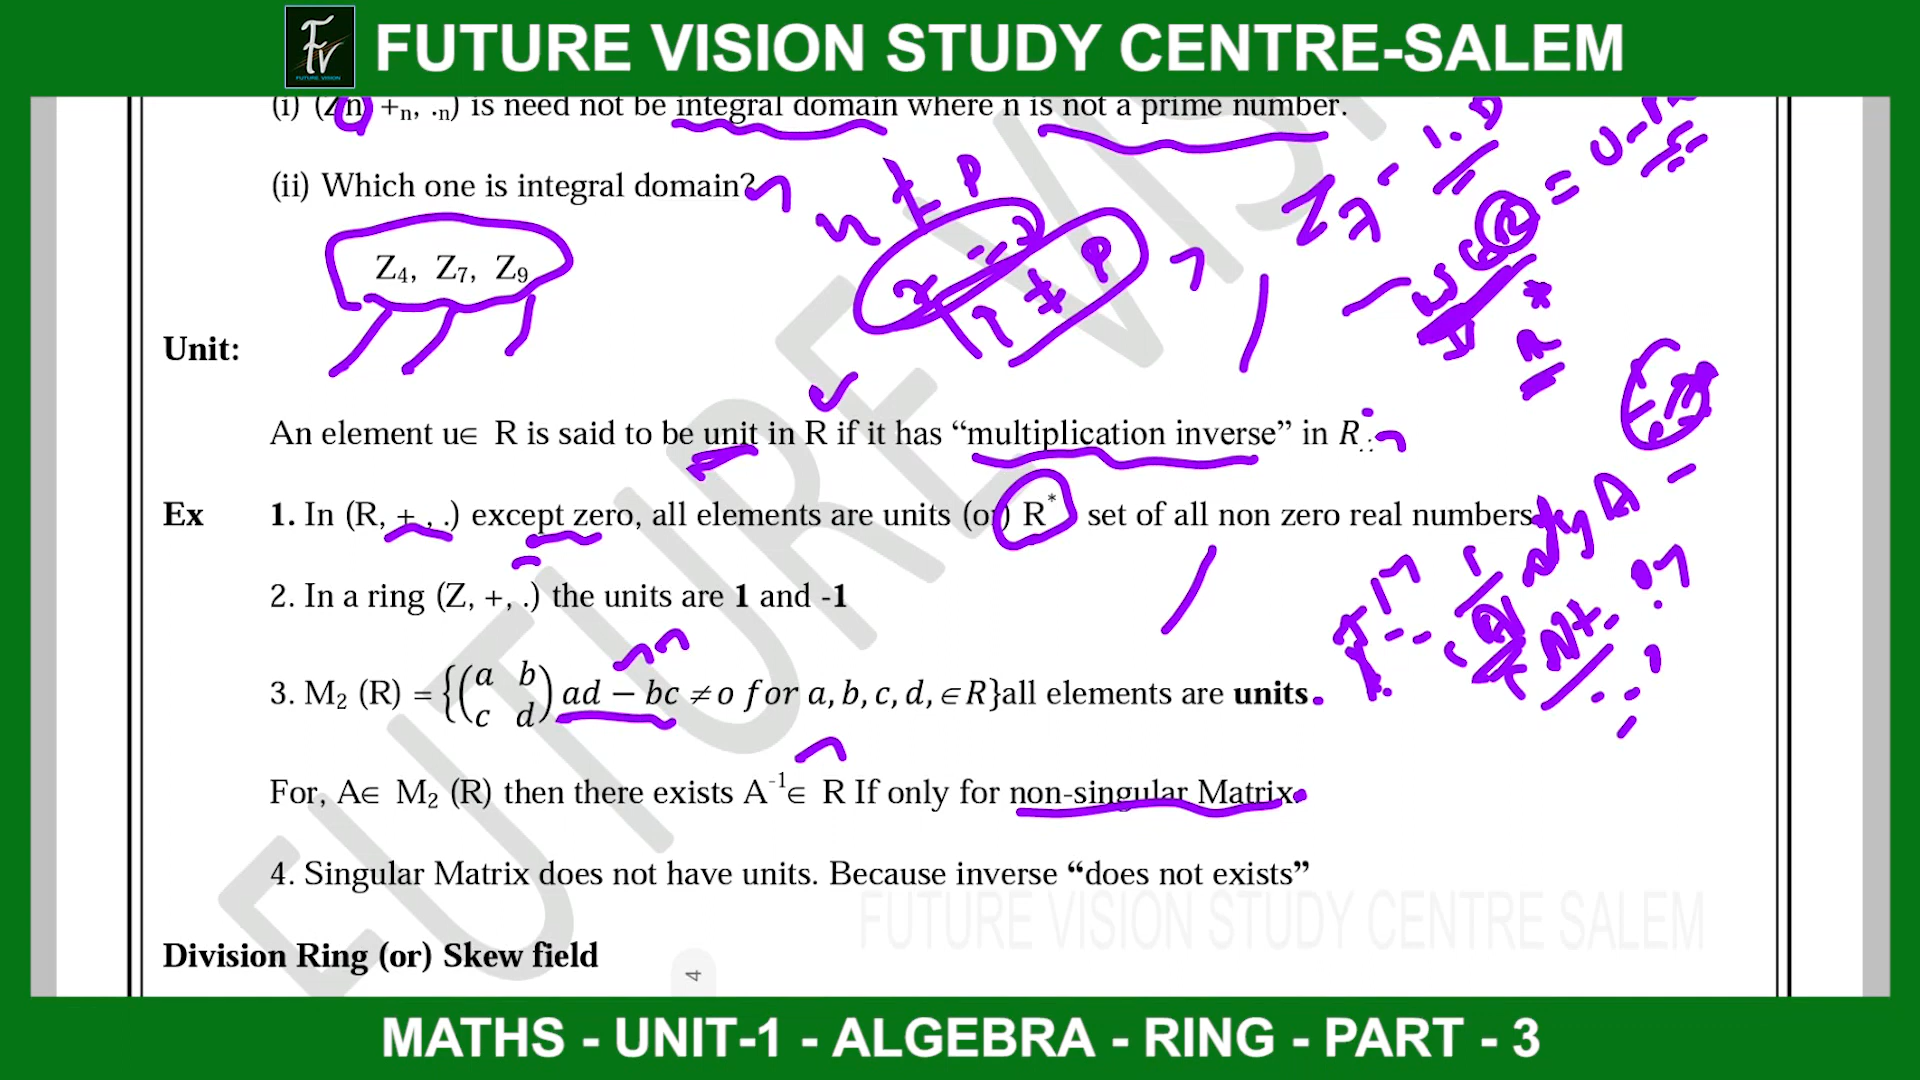 FUTURE VISION STUDY CENTRE-SALEM
FUTURE VISION
(i) (Zn, +n, .n) is need not be integral domain where n is not a prime number.
(ii) Which one is integral domain?
Z4, Z7, Z9
Unit:
An element u∈ R is said to be unit in R if it has “multiplication inverse” in R
Ex 1. In (R, + , .) except zero, all elements are units (or) R* set of all non zero real numbers
2. In a ring (Z, +, .) the units are 1 and -1
3. M2 (R) = {(a b c d) ad − bc ≠ o for a, b, c, d, ∈ R}all elements are units.
For, A∈ M2 (R) then there exists A-1∈ R If only for non-singular Matrix.
4. Singular Matrix does not have units. Because inverse “does not exists”
FUTURE VISION STUDY CENTRE SALEM
Division Ring (or) Skew field
4
MATHS - UNIT-1 - ALGEBRA - RING - PART - 3